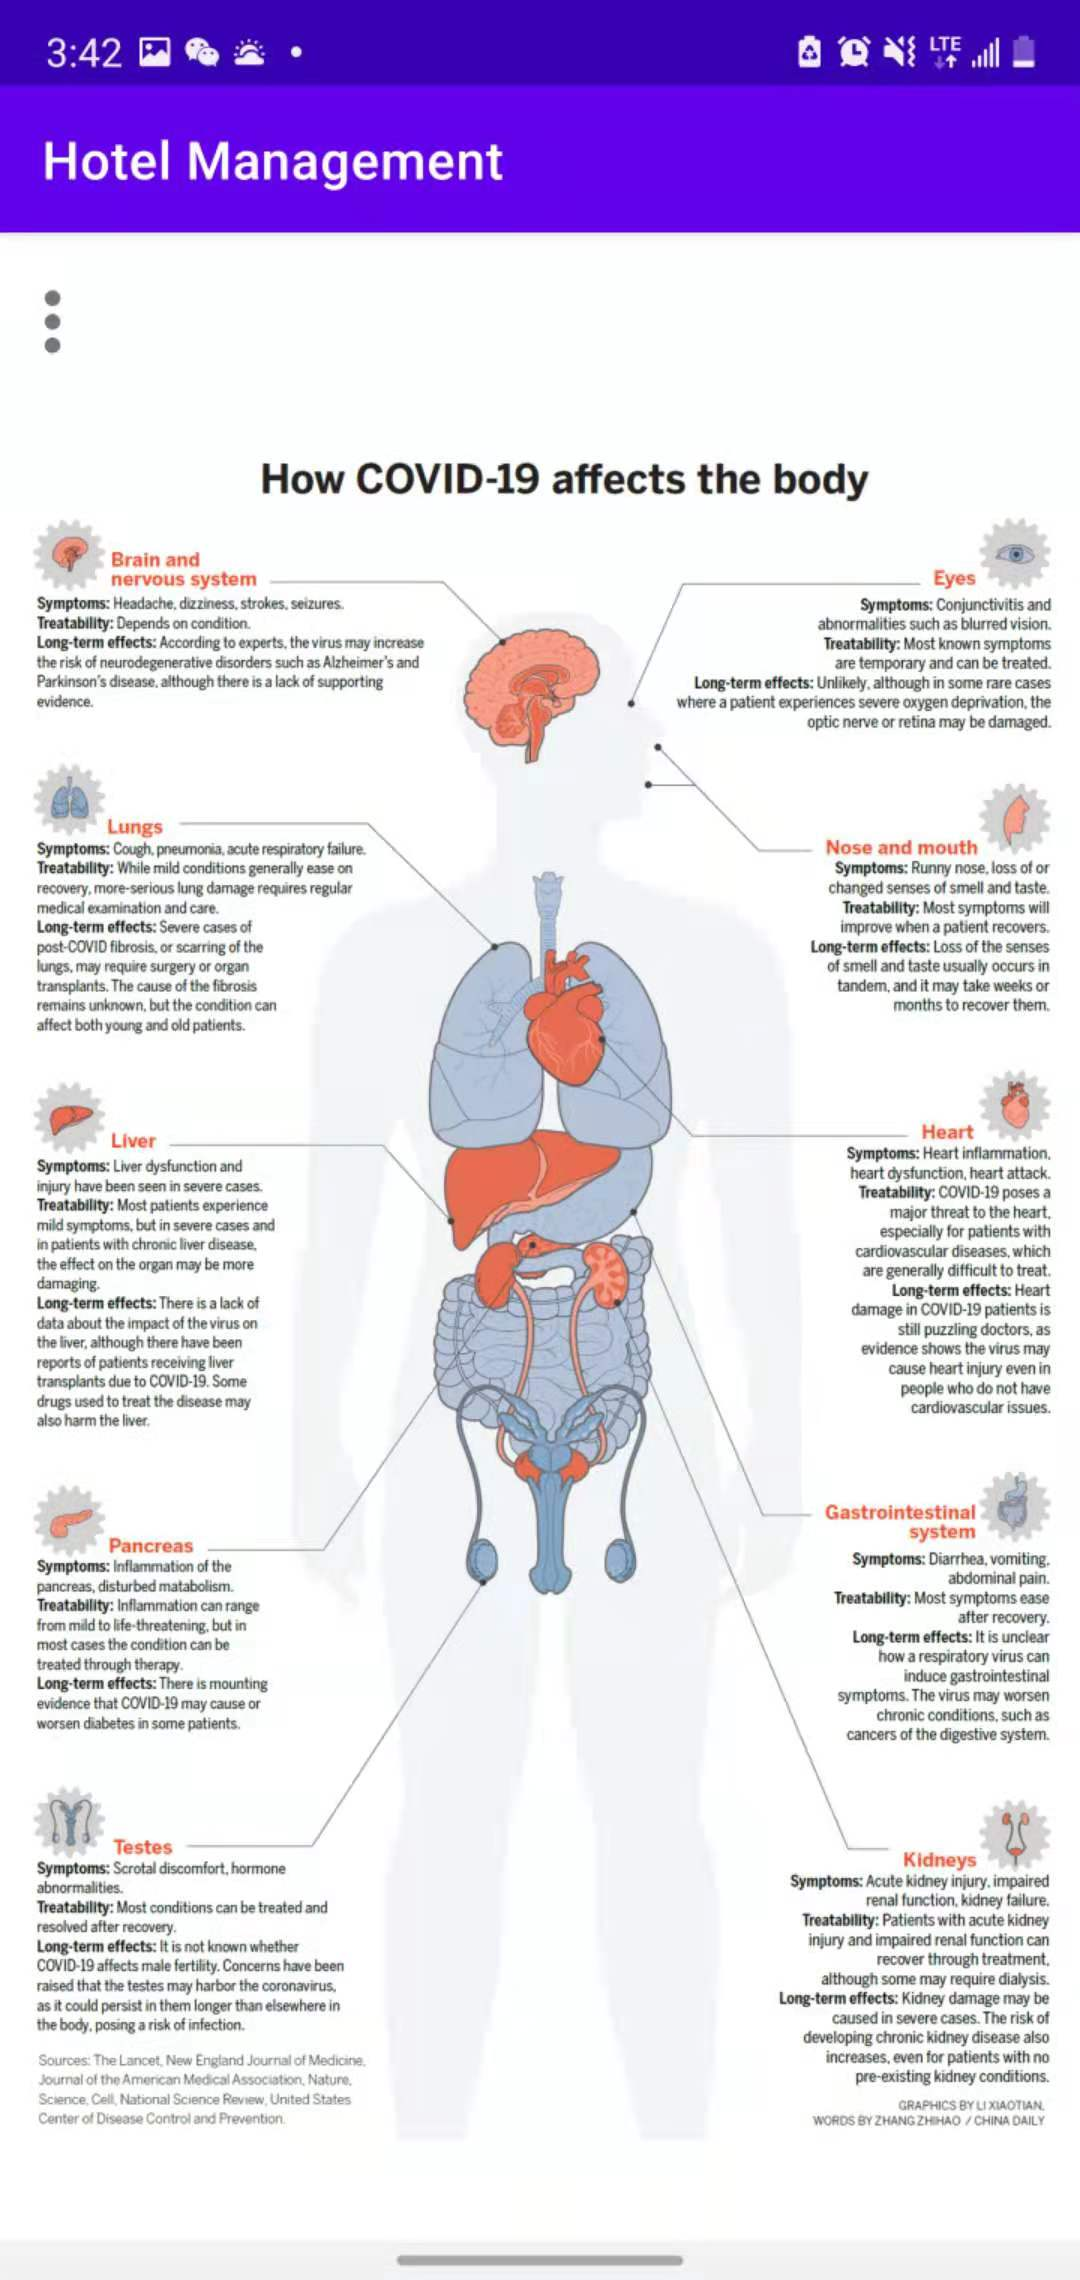 3:42
LTE
Hotel Management
How COVID-19 affects the body
Brain and
nervous system
Symptoms: Headache, dizziness, strokes, seizures.
Treatability: Depends on condition.
Long-term effects: According to experts, the virus may increase
the risk of neurodegenerative disorders such as Alzheimer's and
Parkinson's disease, although there is a lack of supporting
evidence.
Eyes
Symptoms: Conjunctivitis and
abnormalities such as blurred vision.
Treatability: Most known symptoms
are temporary and can be treated.
Long-term effects: Unlikely, although in some rare cases
where a patient experiences severe oxygen deprivation, the
optic nerve or retina may be damaged.
Lungs
Symptoms: Cough, pneumonia, acute respiratory failure.
Treatability: While mild conditions generally ease on
recovery, more-serious lung damage requires regular
medical examination and care.
Long-term effects: Severe cases of
post-COVID fibrosis, or scarring of the
lungs, may require surgery or organ
transplants. The cause of the fibrosis
remains unknown, but the condition can
affect both young and old patients.
Nose and mouth
Symptoms: Runny nose, loss of or
changed senses of smell and taste.
Treatability: Most symptoms will
improve when a patient recovers.
Long-term effects: Loss of the senses
of smell and taste usually occurs in
tandem, and it may take weeks or
months to recover them.
Liver
Symptoms: Liver dysfunction and
injury have been seen in severe cases.
Treatability: Most patients experience
mild symptoms, but in severe cases and
in patients with chronic liver disease,
the effect on the organ may be more
damaging.
Long-term effects: There is a lack of
data about the impact of the virus on
the liver, although there have been
reports of patients receiving liver
transplants due to COVID-19. Some
drugs used to treat the disease may
also harm the liver.
Heart
Symptoms: Heart inflammation,
heart dysfunction, heart attack.
Treatability: COVID-19 poses a
major threat to the heart,
especially for patients with
cardiovascular diseases, which
are generally difficult to treat.
Long-term effects: Heart
damage in COVID-19 patients is
still puzzling doctors, as
evidence shows the virus may
cause heart injury even in
people who do not have
cardiovascular issues.
Pancreas
Symptoms: Inflammation of the
pancreas, disturbed matabolism.
Treatability: Inflammation can range
from mild to life-threatening, but in
most cases the condition can be
treated through therapy.
Long-term effects: There is mounting
evidence that COVID-19 may cause or
worsen diabetes in some patients.
Gastrointestinal
system
Symptoms: Diarrhea, vomiting,
abdominal pain.
Treatability: Most symptoms ease
after recovery.
Long-term effects: It is unclear
how a respiratory virus can
induce gastrointestinal
symptoms. The virus may worsen
chronic conditions, such as
cancers of the digestive system.
Testes
Symptoms: Scrotal discomfort, hormone
abnormalities.
Treatability: Most conditions can be treated and
resolved after recovery.
Long-term effects: It is not known whether
COVID-19 affects male fertility. Concerns have been
raised that the testes may harbor the coronavirus,
as it could persist in them longer than elsewhere in
the body, posing a risk of infection.
Kidneys
Symptoms: Acute kidney injury, impaired
renal function, kidney failure.
Treatability: Patients with acute kidney
injury and impaired renal function can
recover through treatment,
although some may require dialysis.
Long-term effects: Kidney damage may be
caused in severe cases. The risk of
developing chronic kidney disease also
increases, even for patients with no
pre-existing kidney conditions.
Sources: The Lancet, New England Journal of Medicine,
Journal of the American Medical Association, Nature,
Science, Cell, National Science Review, United States
Center of Disease Control and Prevention.
GRAPHICS BY LI XIAOTIAN,
WORDS BY ZHANG ZHIHAO / CHINA DAILY